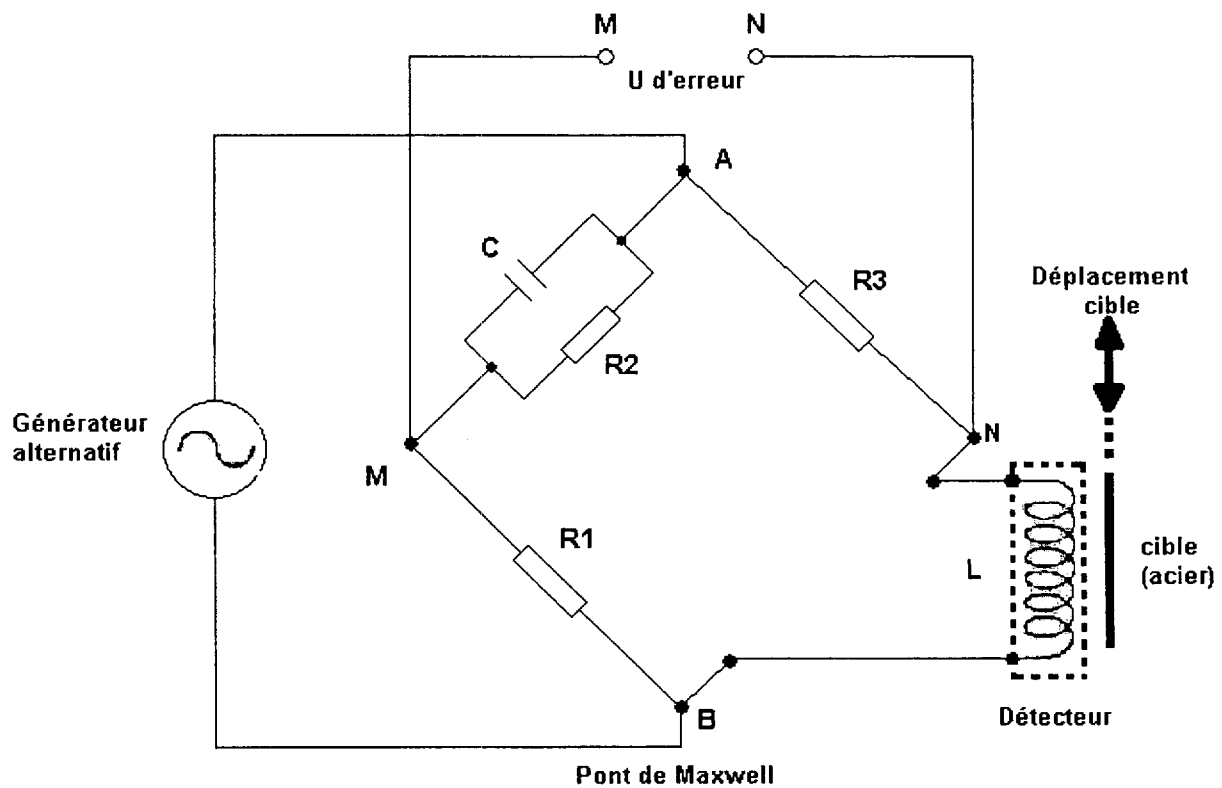 M
N
U d'erreur
A
C
R3
Déplacement
cible
R2
Générateur
alternatif
N
M
R1
L
cible
(acier)
B
Détecteur
Pont de Maxwell